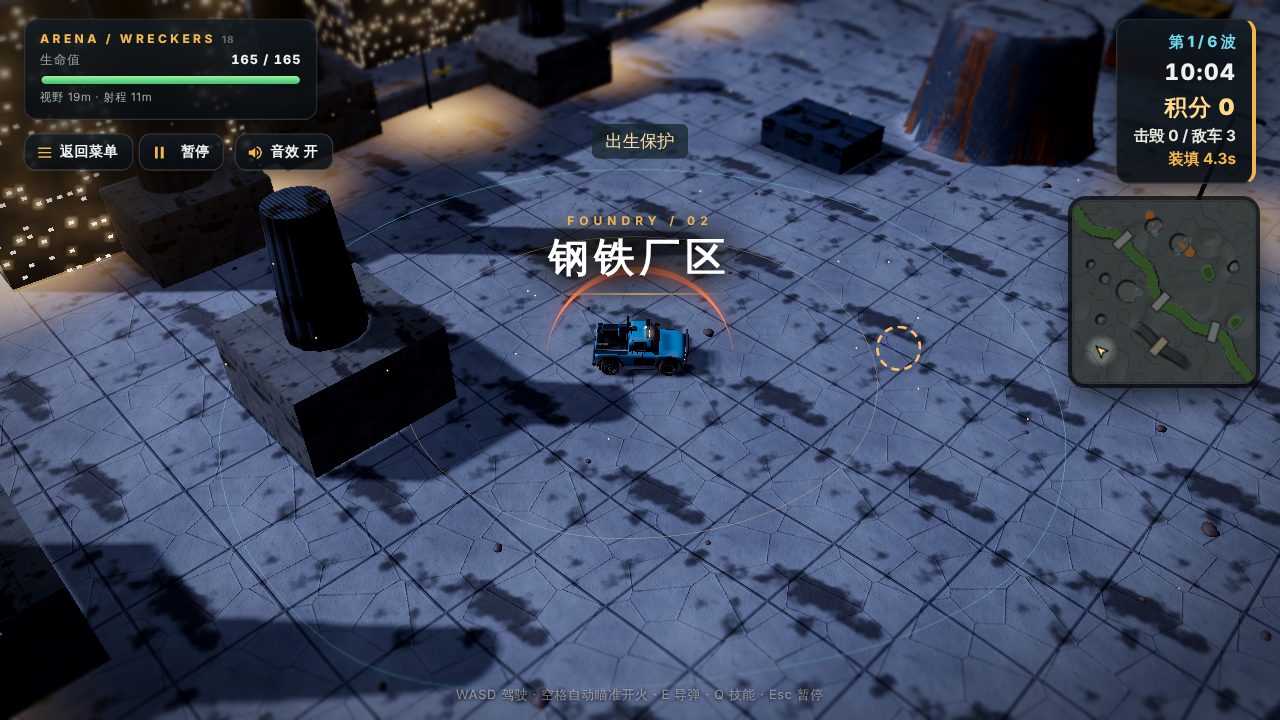 ARENA / WRECKERS 18
生命值 165 / 165
视野 19m · 射程 11m
返回菜单
暂停
音效 开
出生保护
FOUNDRY / 02
钢铁厂区
第 1 / 6 波
10:04
积分 0
击毁 0 / 敌车 3
装填 4.3s
WASD 驾驶 · 空格自动瞄准开火 · E 导弹 · Q 技能 · Esc 暂停